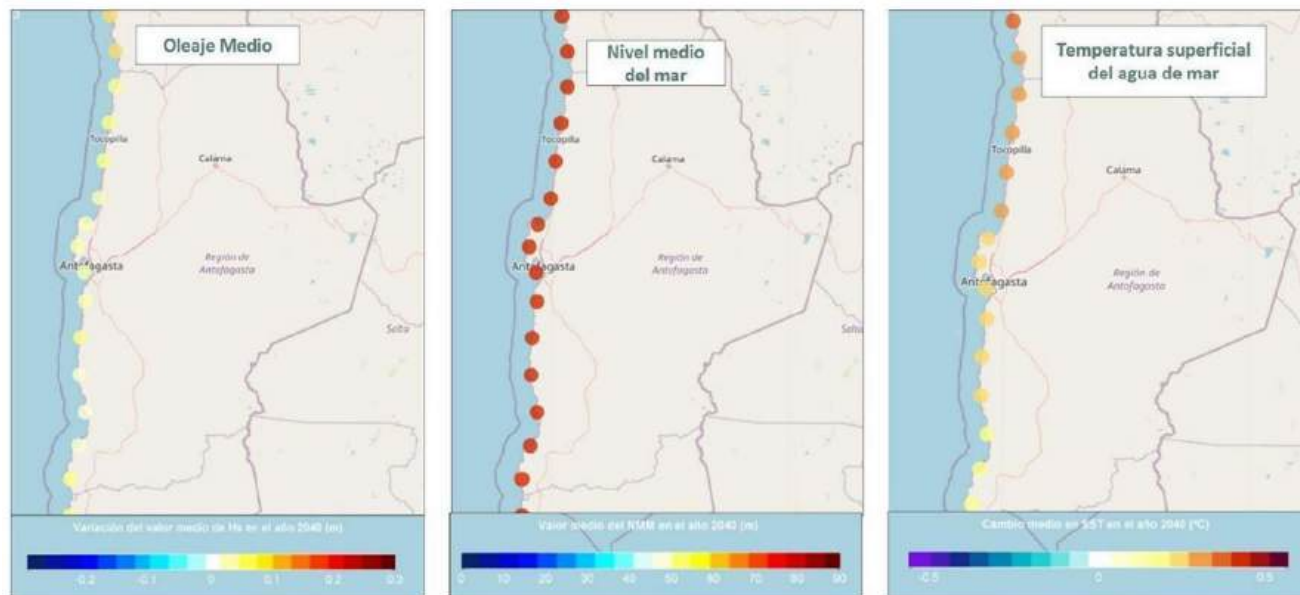 Oleaje Medio
Tocopilla
Calama
Antofagasta
Región de
Antofagasta
Salta
Variación del valor medio de Hs en el año 2040 (m)
-0.2
-0.1
0
0.1
0.2
0.3
Nivel medio
del mar
Tocopilla
Calama
Antofagasta
Región de
Antofagasta
Salta
Valor medio del NMM en el año 2040 (m)
0
10
20
30
40
50
60
70
80
90
Temperatura superficial
del agua de mar
Tocopilla
Calama
Antofagasta
Región de
Antofagasta
Cambio medio en SST en el año 2040 (°C)
-0.5
0
0.5